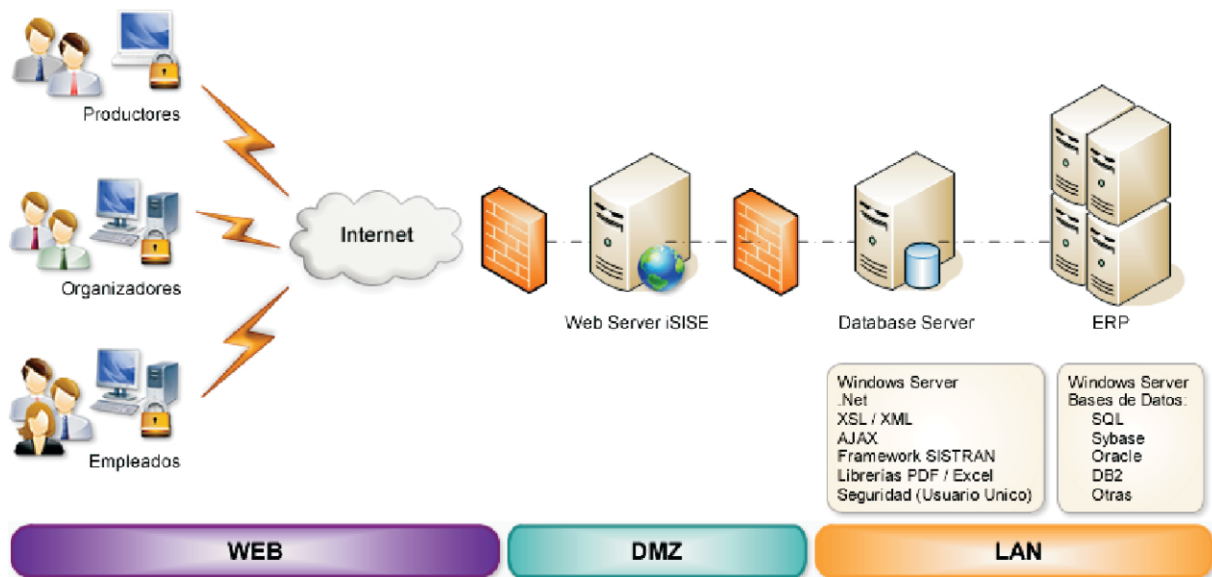 Productores
Organizadores
Empleados
Internet
Web Server iSISE
Database Server
ERP
Windows Server
.Net
XSL / XML
AJAX
Framework SISTRAN
Librerías PDF / Excel
Seguridad (Usuario Unico)
Windows Server
Bases de Datos:
SQL
Sybase
Oracle
DB2
Otras
WEB
DMZ
LAN